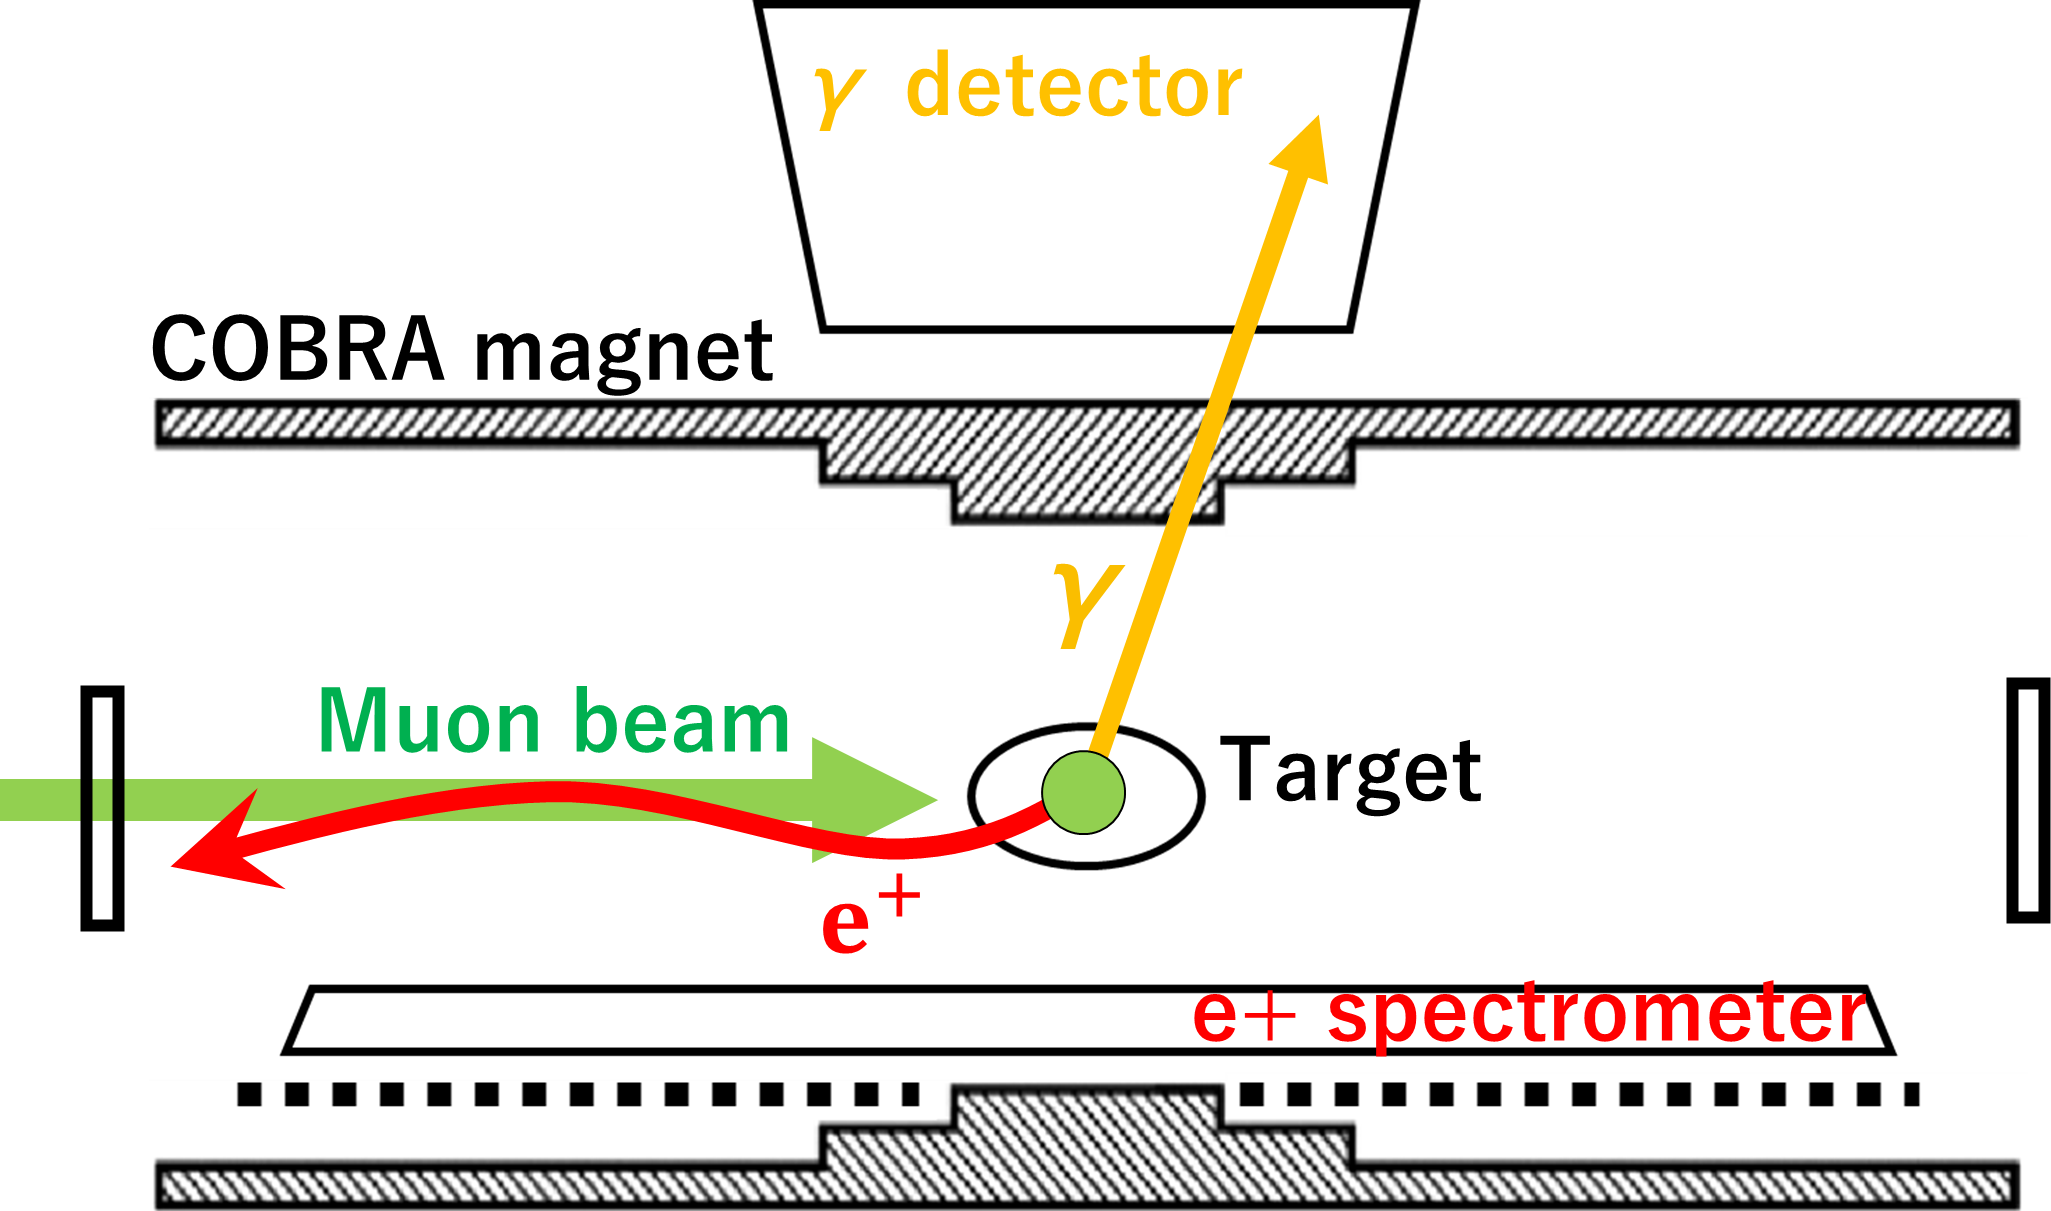 γ detector
COBRA magnet
γ
Muon beam
Target
e⁺
e+ spectrometer